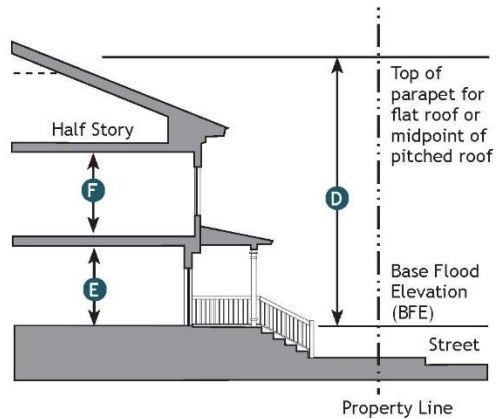 Top of
parapet for
flat roof or
midpoint of
pitched roof
Half Story
F
D
E
Base Flood
Elevation
(BFE)
Street
Property Line